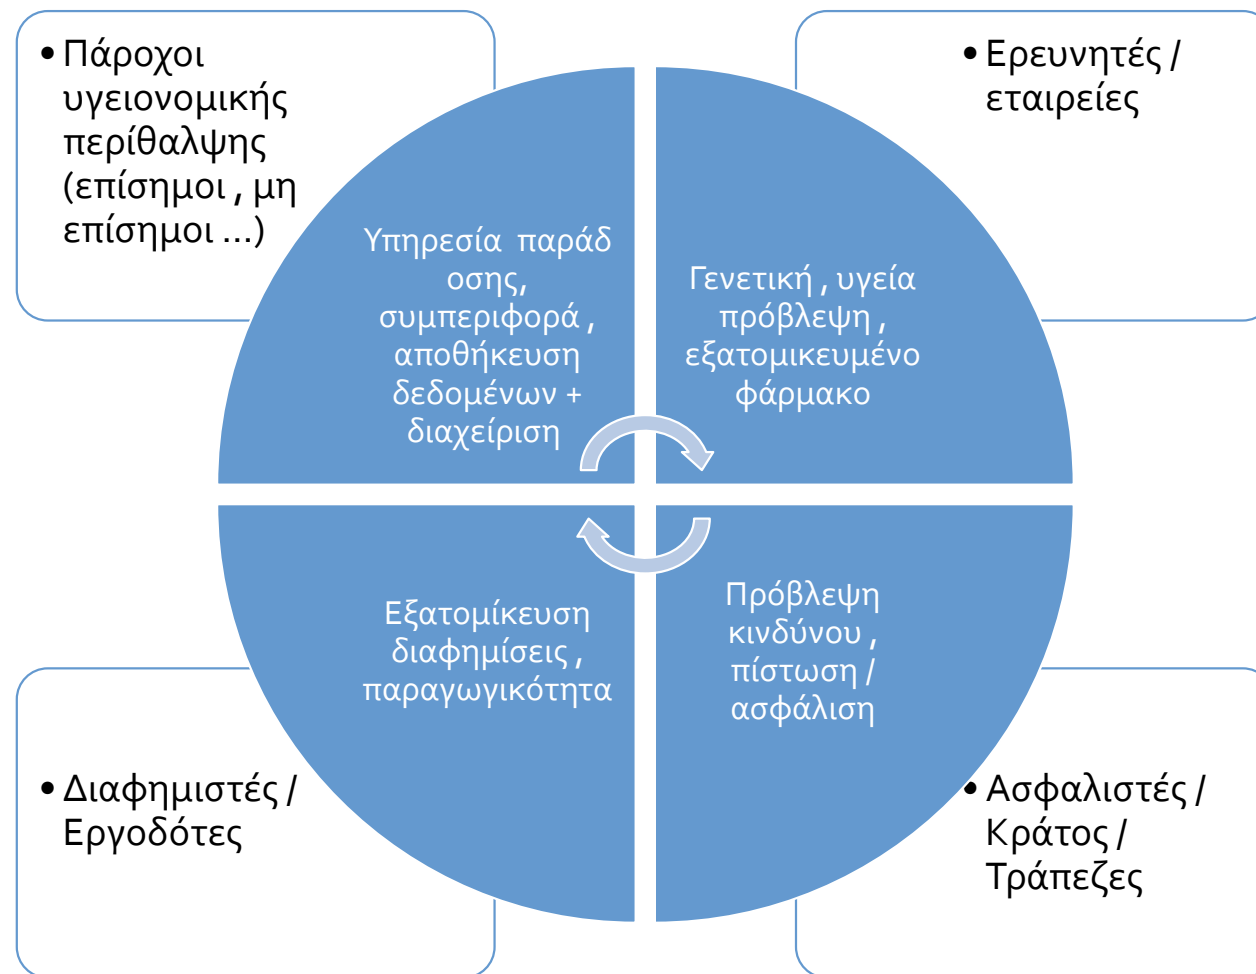 • Πάροχοι
υγειονομικής
περίθαλψης
(επίσημοι , μη
επίσημοι ...)
• Ερευνητές /
εταιρείες
Υπηρεσία παράδ
οσης,
συμπεριφορά ,
αποθήκευση
δεδομένων +
διαχείριση
Γενετική , υγεία
πρόβλεψη ,
εξατομικευμένο
φάρμακο
Εξατομίκευση
διαφημίσεις ,
παραγωγικότητα
Πρόβλεψη
κινδύνου ,
πίστωση /
ασφάλιση
• Διαφημιστές /
Εργοδότες
• Ασφαλιστές /
Κράτος /
Τράπεζες